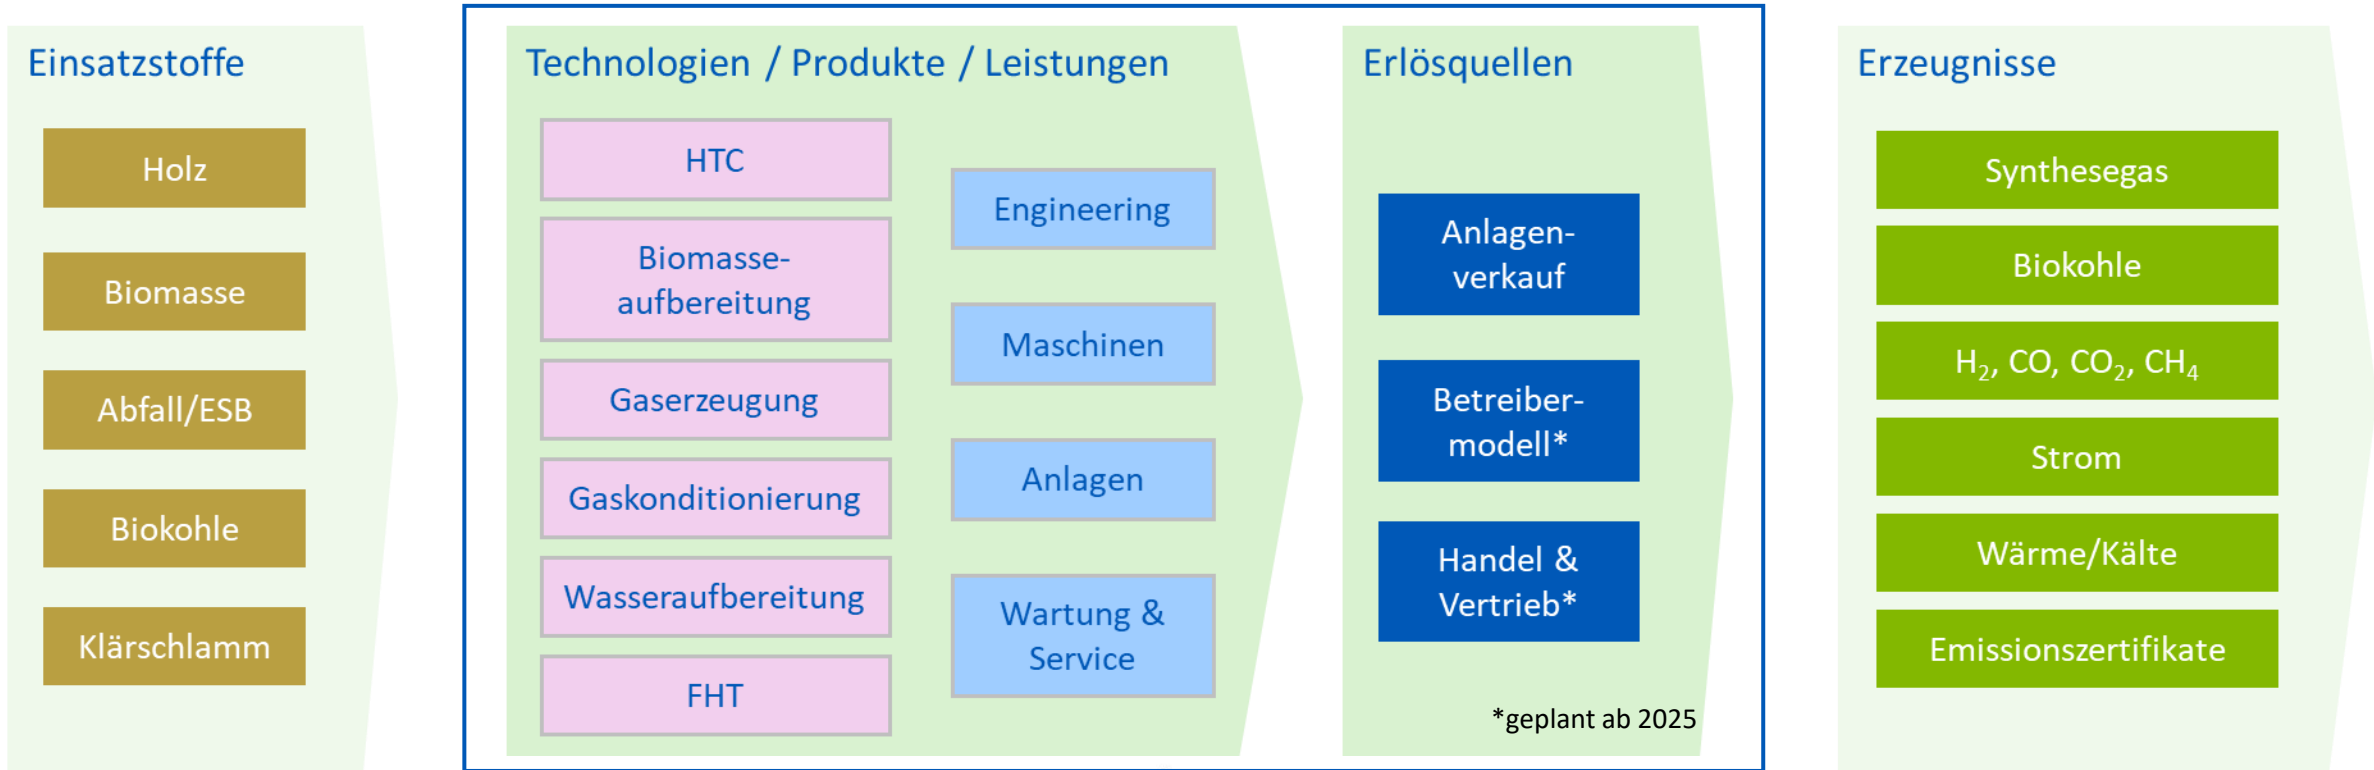 Einsatzstoffe
Holz
Biomasse
Abfall/ESB
Biokohle
Klärschlamm
Technologien / Produkte / Leistungen
HTC
Biomasse-
aufbereitung
Gaserzeugung
Gaskonditionierung
Wasseraufbereitung
FHT
Engineering
Maschinen
Anlagen
Wartung &
Service
Erlösquellen
Anlagen-
verkauf
Betreiber-
modell*
Handel &
Vertrieb*
*geplant ab 2025
Erzeugnisse
Synthesegas
Biokohle
H₂, CO, CO₂, CH₄
Strom
Wärme/Kälte
Emissionszertifikate